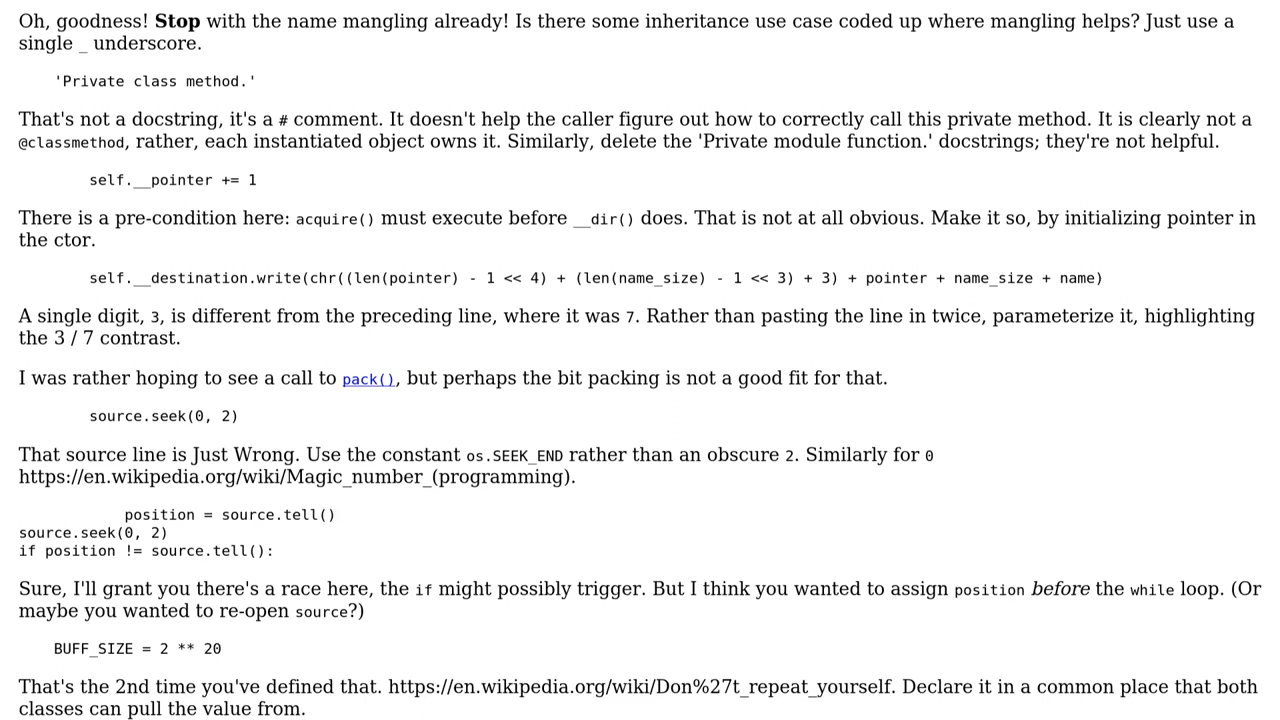 Oh, goodness! Stop with the name mangling already! Is there some inheritance use case coded up where mangling helps? Just use a
single _ underscore.
'Private class method.'
That's not a docstring, it's a # comment. It doesn't help the caller figure out how to correctly call this private method. It is clearly not a
@classmethod, rather, each instantiated object owns it. Similarly, delete the 'Private module function.' docstrings; they're not helpful.
self.__pointer += 1
There is a pre-condition here: acquire() must execute before __dir() does. That is not at all obvious. Make it so, by initializing pointer in
the ctor.
self.__destination.write(chr((len(pointer) - 1 << 4) + (len(name_size) - 1 << 3) + 3) + pointer + name_size + name)
A single digit, 3, is different from the preceding line, where it was 7. Rather than pasting the line in twice, parameterize it, highlighting
the 3 / 7 contrast.
I was rather hoping to see a call to pack(), but perhaps the bit packing is not a good fit for that.
source.seek(0, 2)
That source line is Just Wrong. Use the constant os.SEEK_END rather than an obscure 2. Similarly for 0
https://en.wikipedia.org/wiki/Magic_number_(programming).
position = source.tell()
source.seek(0, 2)
if position != source.tell():
Sure, I'll grant you there's a race here, the if might possibly trigger. But I think you wanted to assign position before the while loop. (Or
maybe you wanted to re-open source?)
BUFF_SIZE = 2 ** 20
That's the 2nd time you've defined that. https://en.wikipedia.org/wiki/Don%27t_repeat_yourself. Declare it in a common place that both
classes can pull the value from.